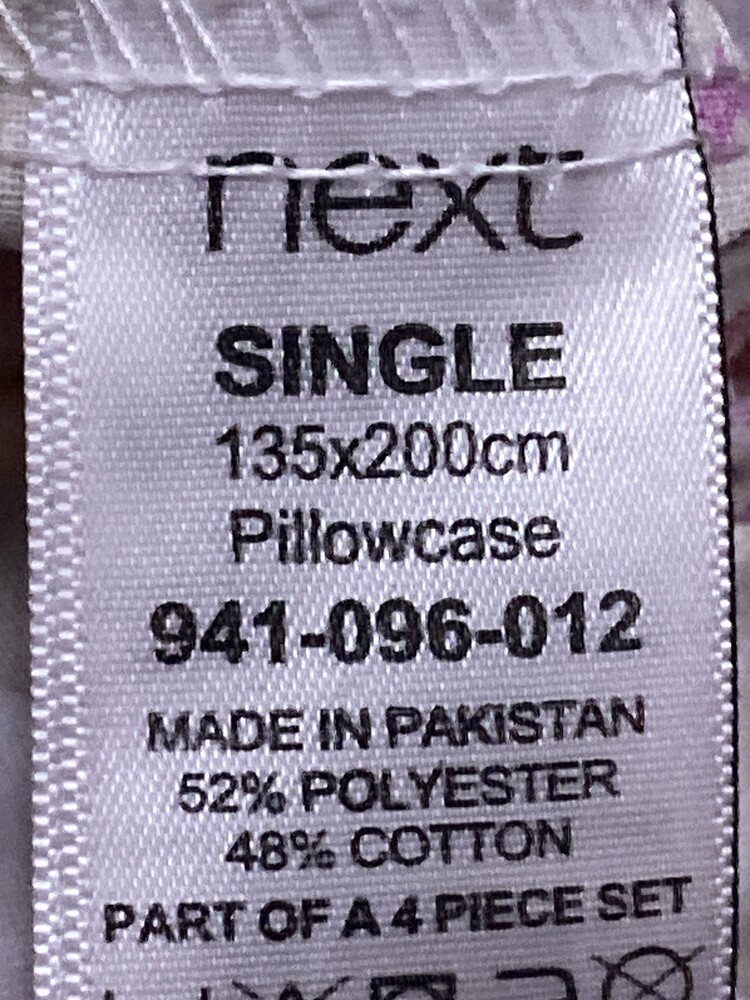 next
SINGLE
135x200cm
Pillowcase
941-096-012
MADE IN PAKISTAN
52% POLYESTER
48% COTTON
PART OF A 4 PIECE SET